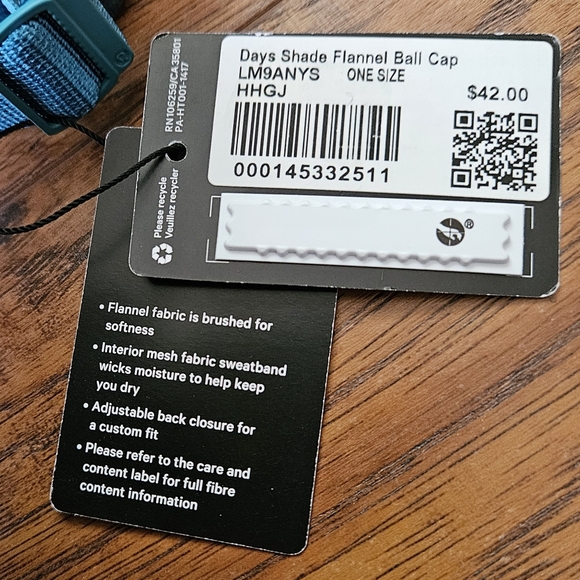 Days Shade Flannel Ball Cap
LM9ANYS ONE SIZE
HHGJ
$42.00
000145332511
RN106259/CA35801
PA-HT001-1417
Please recycle
Veuillez recycler
®
• Flannel fabric is brushed for
softness
• Interior mesh fabric sweatband
wicks moisture to help keep
you dry
• Adjustable back closure for
a custom fit
• Please refer to the care and
content label for full fibre
content information